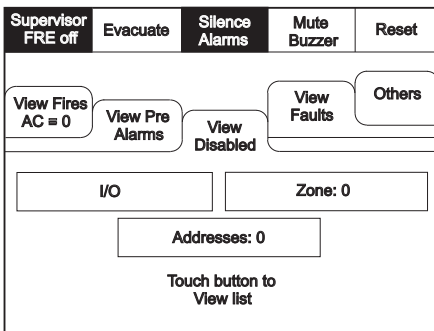 Supervisor
FRE off
Evacuate
Silence
Alarms
Mute
Buzzer
Reset
View Fires
AC = 0
View Pre
Alarms
View
Disabled
View
Faults
Others
I/O
Zone: 0
Addresses: 0
Touch button to
View list